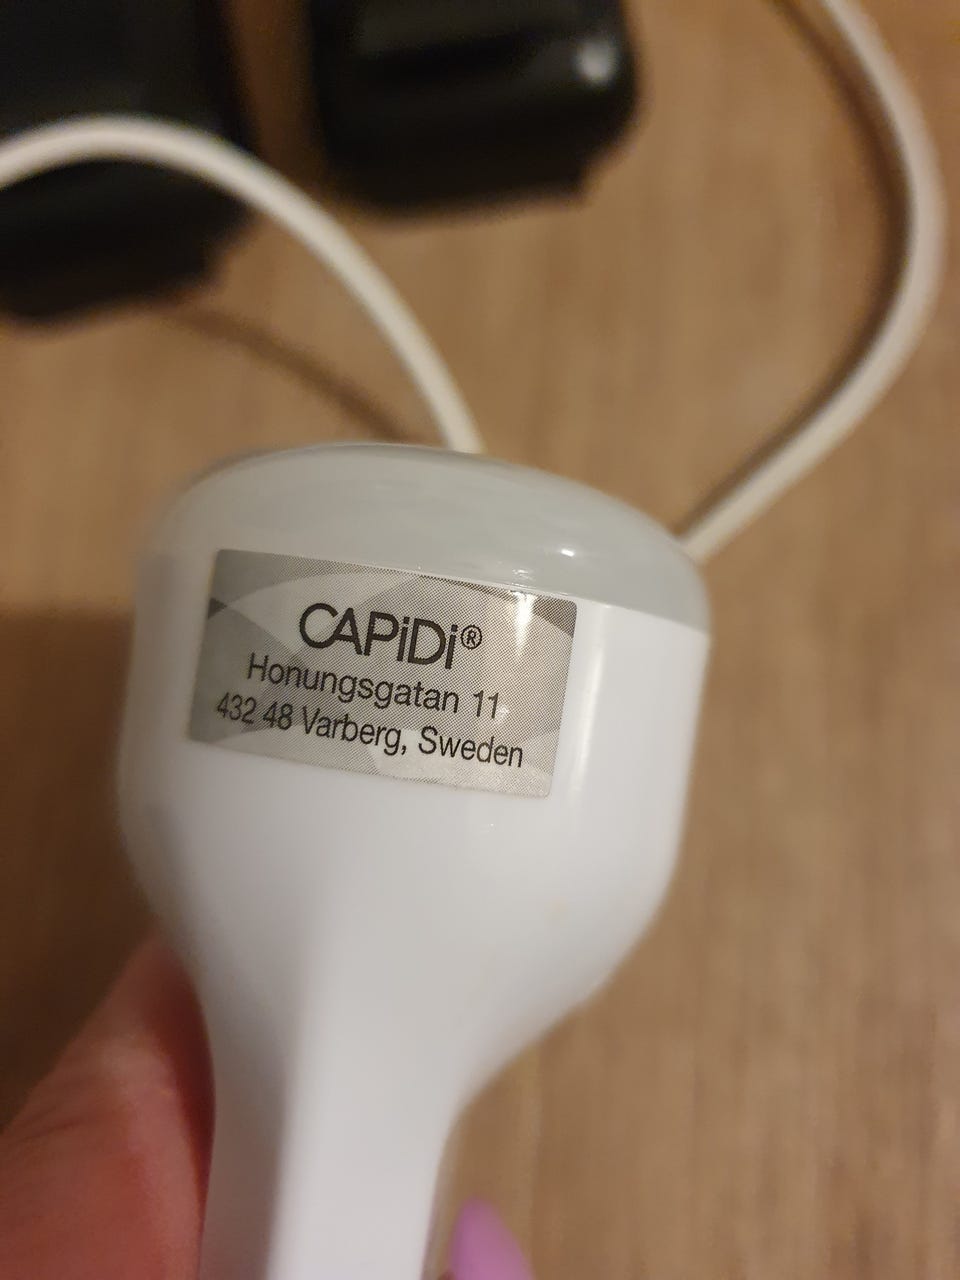 CAPiDi®
Honungsgatan 11
432 48 Varberg, Sweden